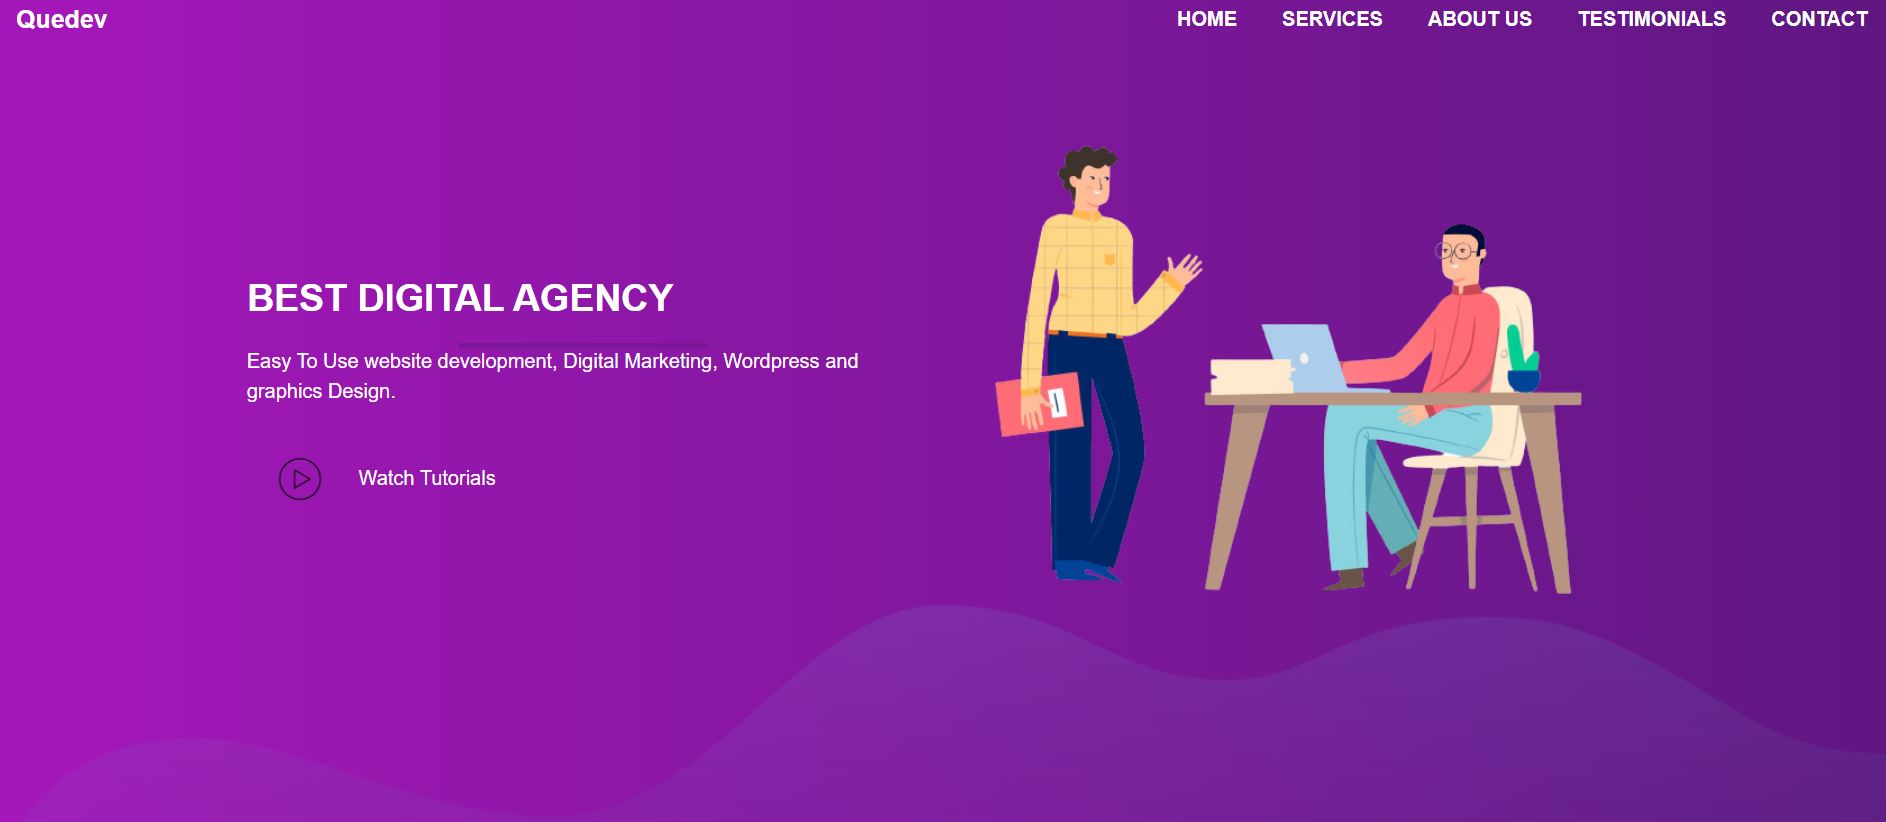 Quedev
HOME SERVICES ABOUT US TESTIMONIALS CONTACT
BEST DIGITAL AGENCY
Easy To Use website development, Digital Marketing, Wordpress and
graphics Design.
Watch Tutorials